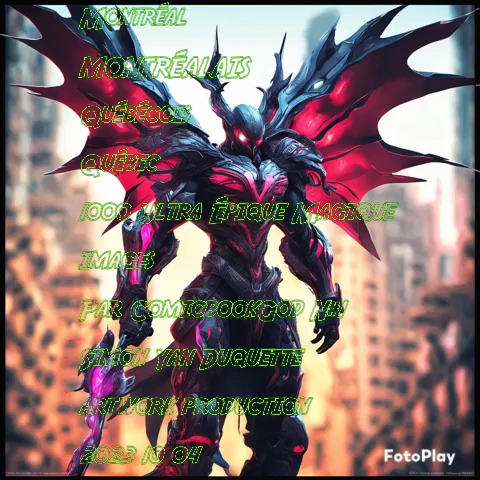 Montréal
Montréalais
Québécois
Québec
1000 Ultra Épique Magique
Images
Par ComicbookGod N#1
Simon Yan Duquette
Artwork Production
2023 10 04
FotoPlay